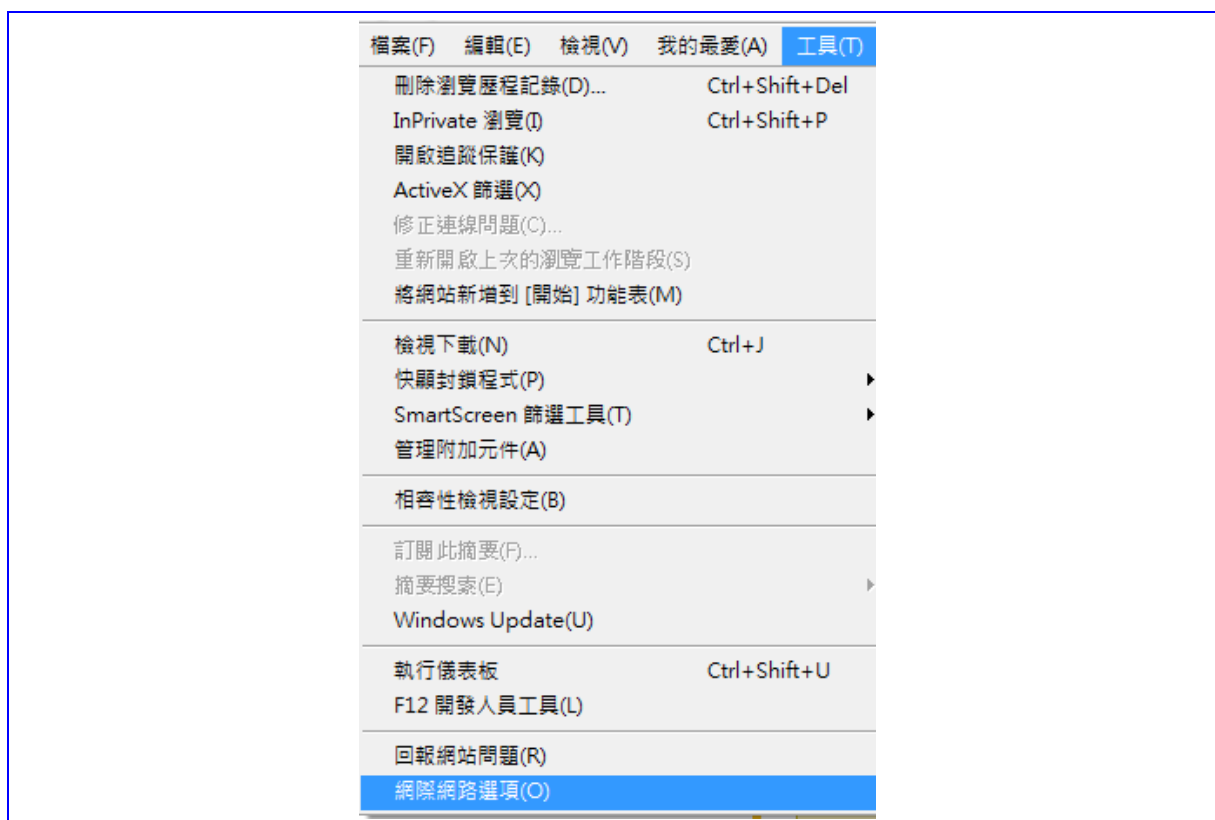 檔案(F) 編輯(E) 檢視(V) 我的最愛(A) 工具(T)
刪除瀏覽歷程記錄(D)... Ctrl+Shift+Del
InPrivate 瀏覽(I) Ctrl+Shift+P
開啟追蹤保護(K)
ActiveX 篩選(X)
修正連線問題(C)...
重新開啟上次的瀏覽工作階段(S)
將網站新增到 [開始] 功能表(M)
檢視下載(N) Ctrl+J
快顯封鎖程式(P)
SmartScreen 篩選工具(T)
管理附加元件(A)
相容性檢視設定(B)
訂閱此摘要(F)...
摘要搜索(E)
Windows Update(U)
執行儀表板 Ctrl+Shift+U
F12 開發人員工具(L)
回報網站問題(R)
網際網路選項(O)